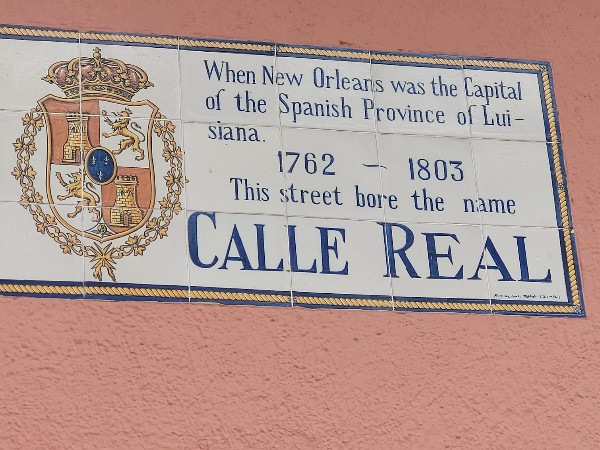 When New Orleans was the Capital
of the Spanish Province of Lui-
siana.
1762 – 1803
This street bore the name
CALLE REAL